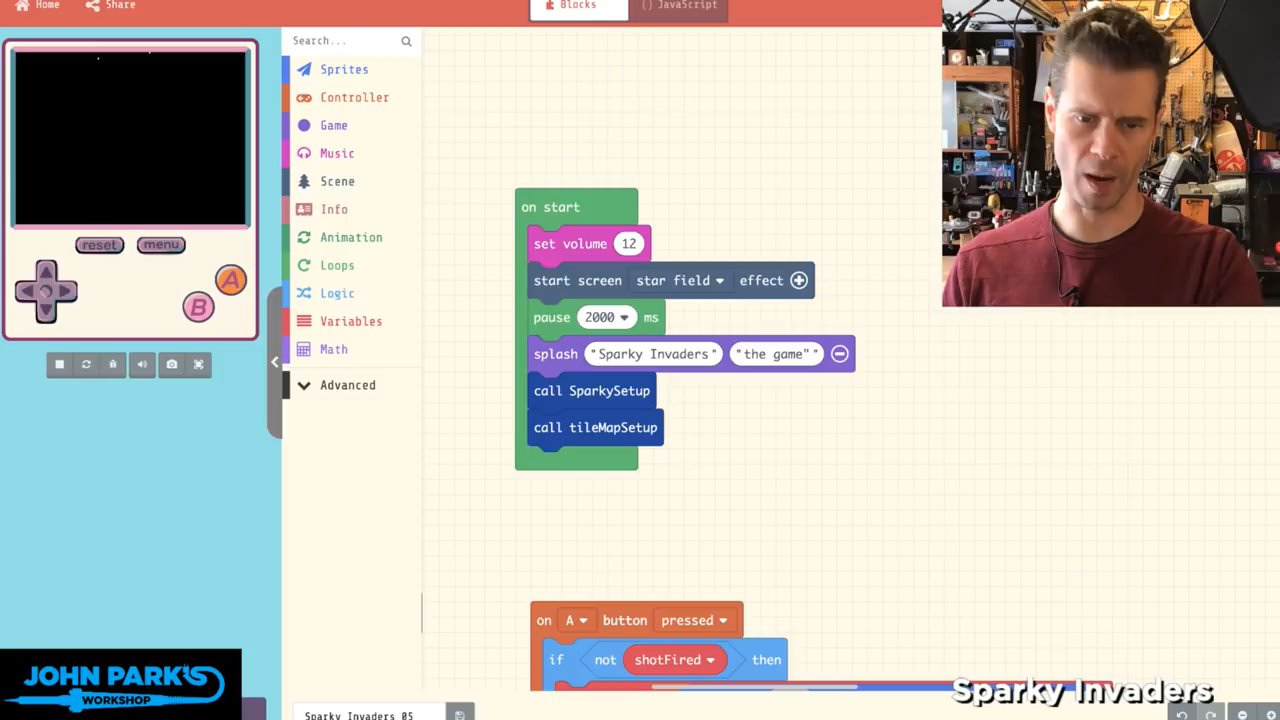 Home
Share
Blocks
JavaScript
Search...
Sprites
Controller
Game
Music
Scene
Info
Animation
Loops
Logic
Variables
Math
Advanced
reset
menu
A
B
on start
set volume 12
start screen star field effect
pause 2000 ms
splash "Sparky Invaders" "the game""
call SparkySetup
call tileMapSetup
on A button pressed
if not shotFired then
JOHN PARK'S
WORKSHOP
Sparky Invaders 05
Sparky Invaders